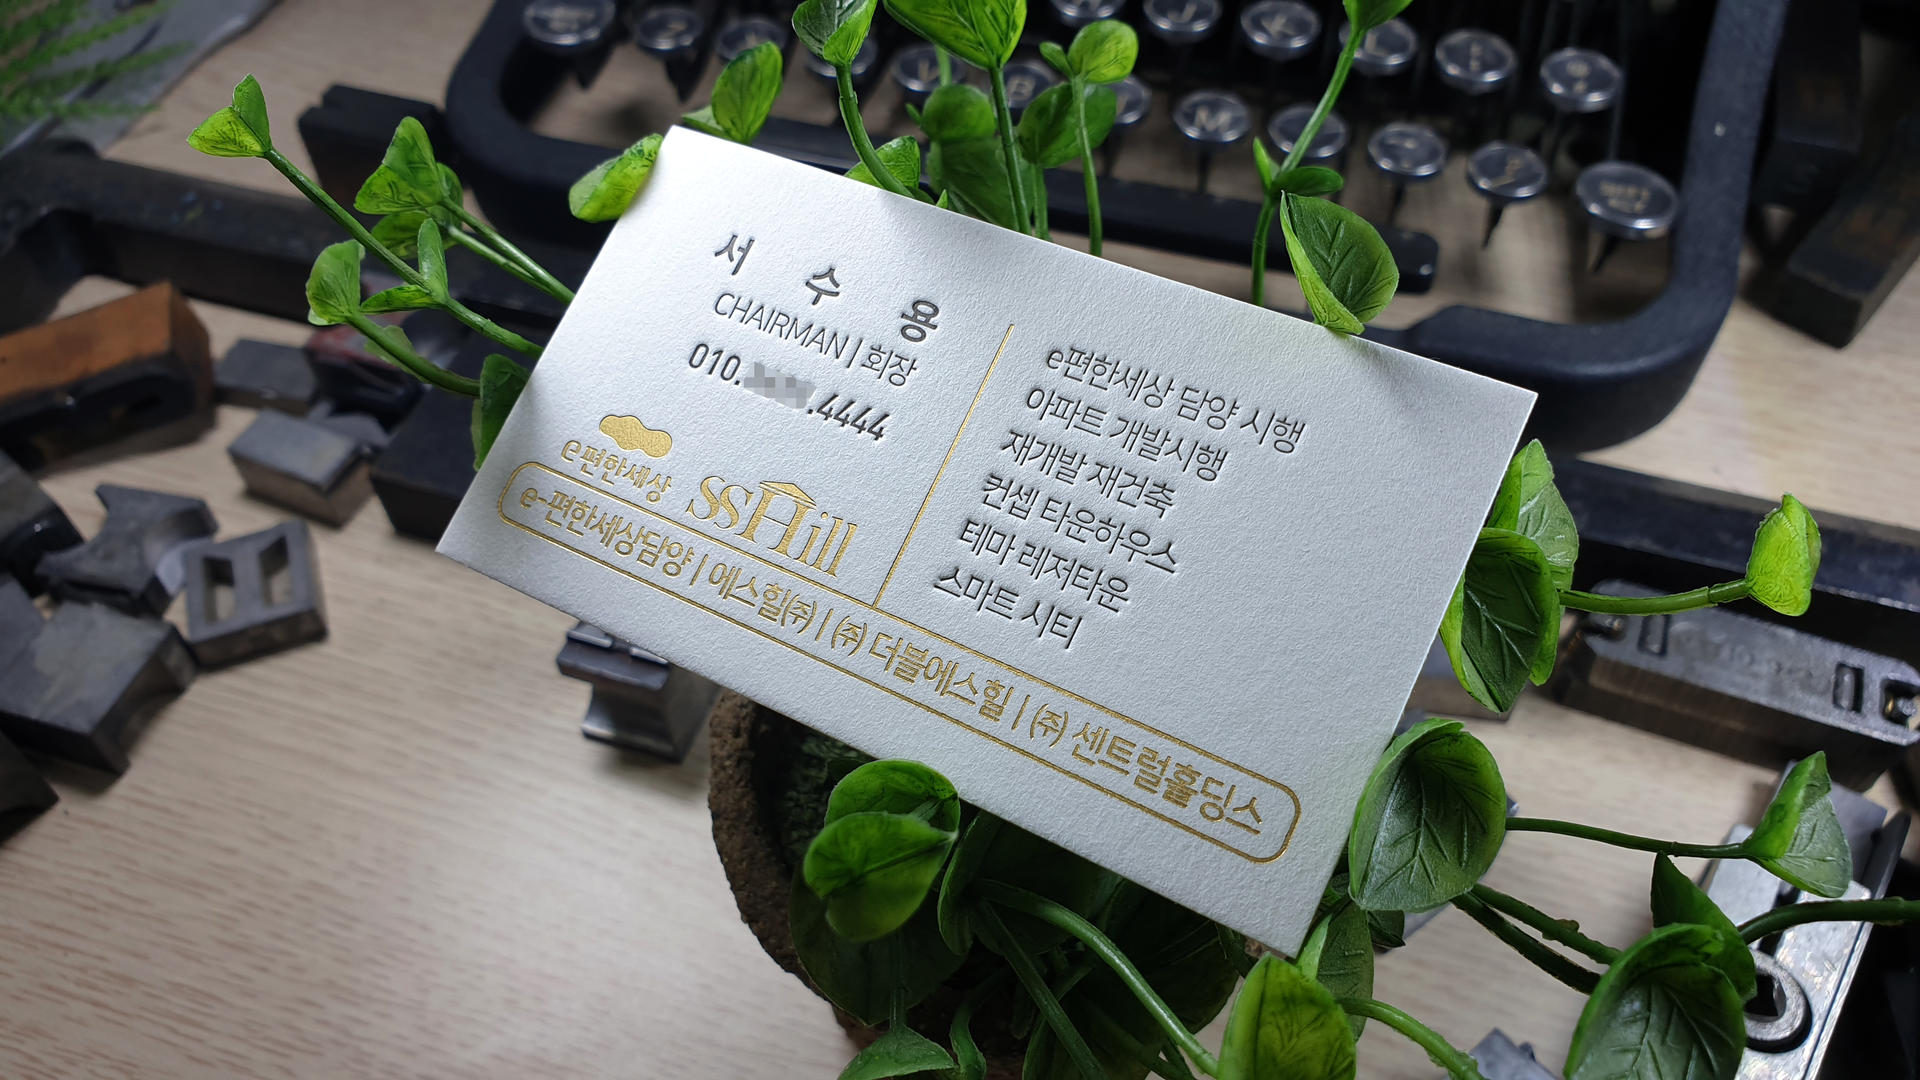 서 수 용
CHAIRMAN | 회장
010. .4444
e편한세상
SSHill
e편한세상 담양 시행
아파트 개발시행
재개발 재건축
컨셉 타운하우스
테마 레저타운
스마트 시티
e-편한세상담양 | 에스힐㈜ | ㈜ 더블에스힐 | ㈜ 센트럴홀딩스